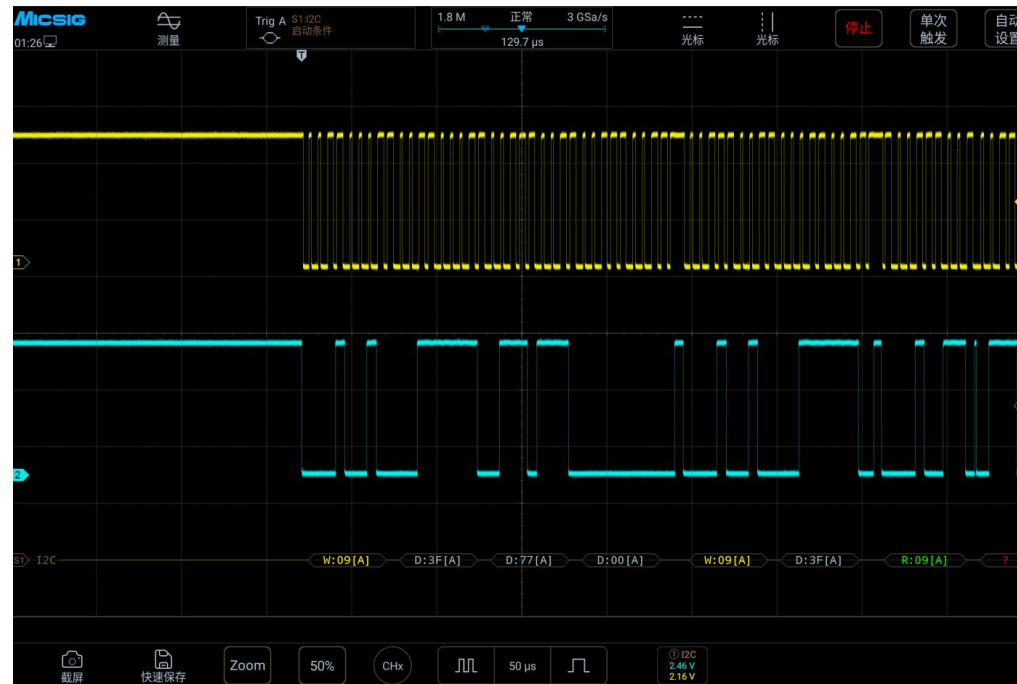 Micsig
01:26
测量
Trig A S1:I2C
启动条件
1.8 M 正常 3 GSa/s
129.7 µs
光标
光标
停止
单次
触发
自动
设置
T
1
2
S1 I2C
W:09[A] D:3F[A] D:77[A] D:00[A] W:09[A] D:3F[A] R:09[A] ?
截屏
快速保存
Zoom
50%
CHx
50 µs
① I2C
2.46 V
2.16 V